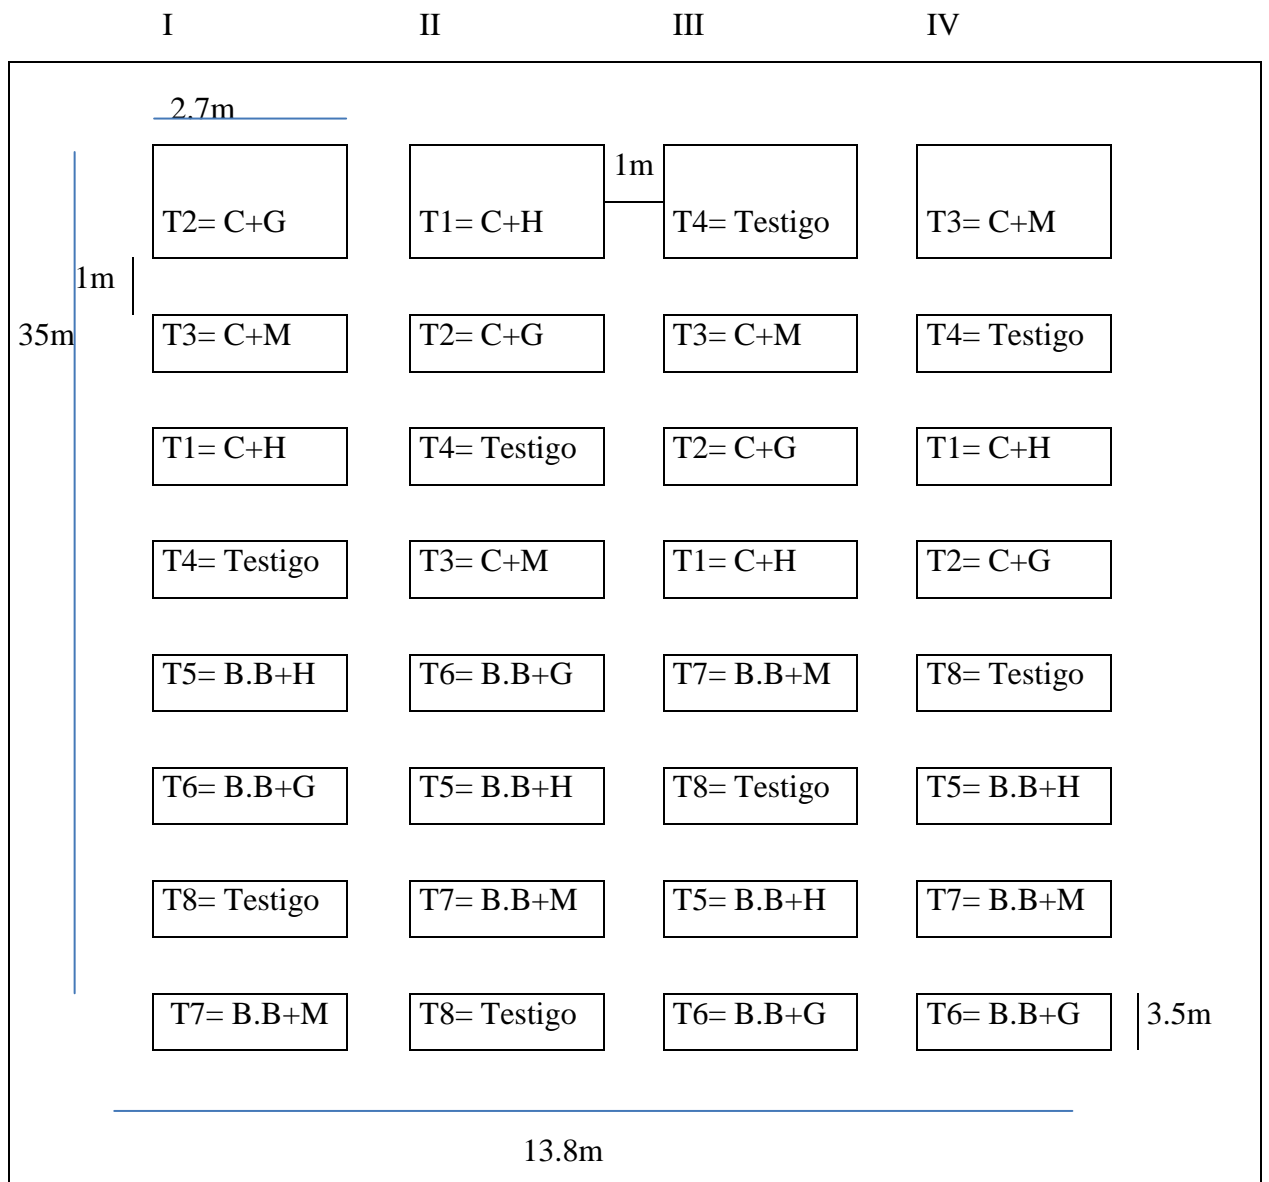 I II III IV
2.7m
1m
T2= C+G T1= C+H T4= Testigo T3= C+M
1m
35m T3= C+M T2= C+G T3= C+M T4= Testigo
T1= C+H T4= Testigo T2= C+G T1= C+H
T4= Testigo T3= C+M T1= C+H T2= C+G
T5= B.B+H T6= B.B+G T7= B.B+M T8= Testigo
T6= B.B+G T5= B.B+H T8= Testigo T5= B.B+H
T8= Testigo T7= B.B+M T5= B.B+H T7= B.B+M
T7= B.B+M T8= Testigo T6= B.B+G T6= B.B+G 3.5m
13.8m